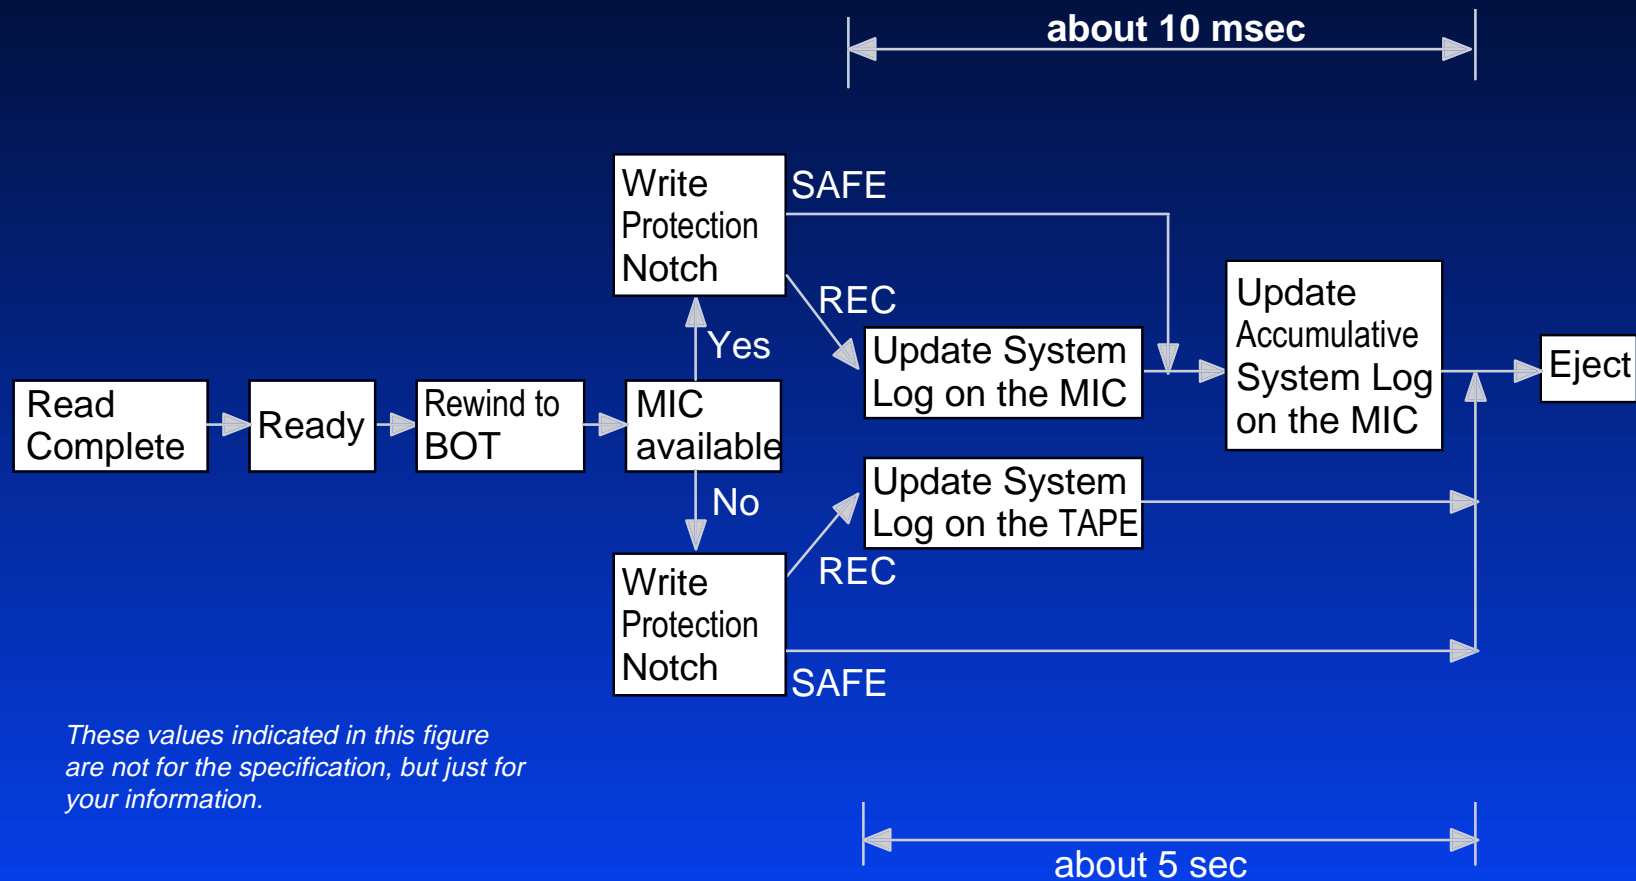 about 10 msec
Write
Protection
Notch
SAFE
REC
Yes
Update System
Log on the MIC
Update
Accumulative
System Log
on the MIC
Eject
Read
Complete
Ready
Rewind to
BOT
MIC
available
No
Update System
Log on the TAPE
REC
Write
Protection
Notch
SAFE
These values indicated in this figure
are not for the specification, but just for
your information.
about 5 sec